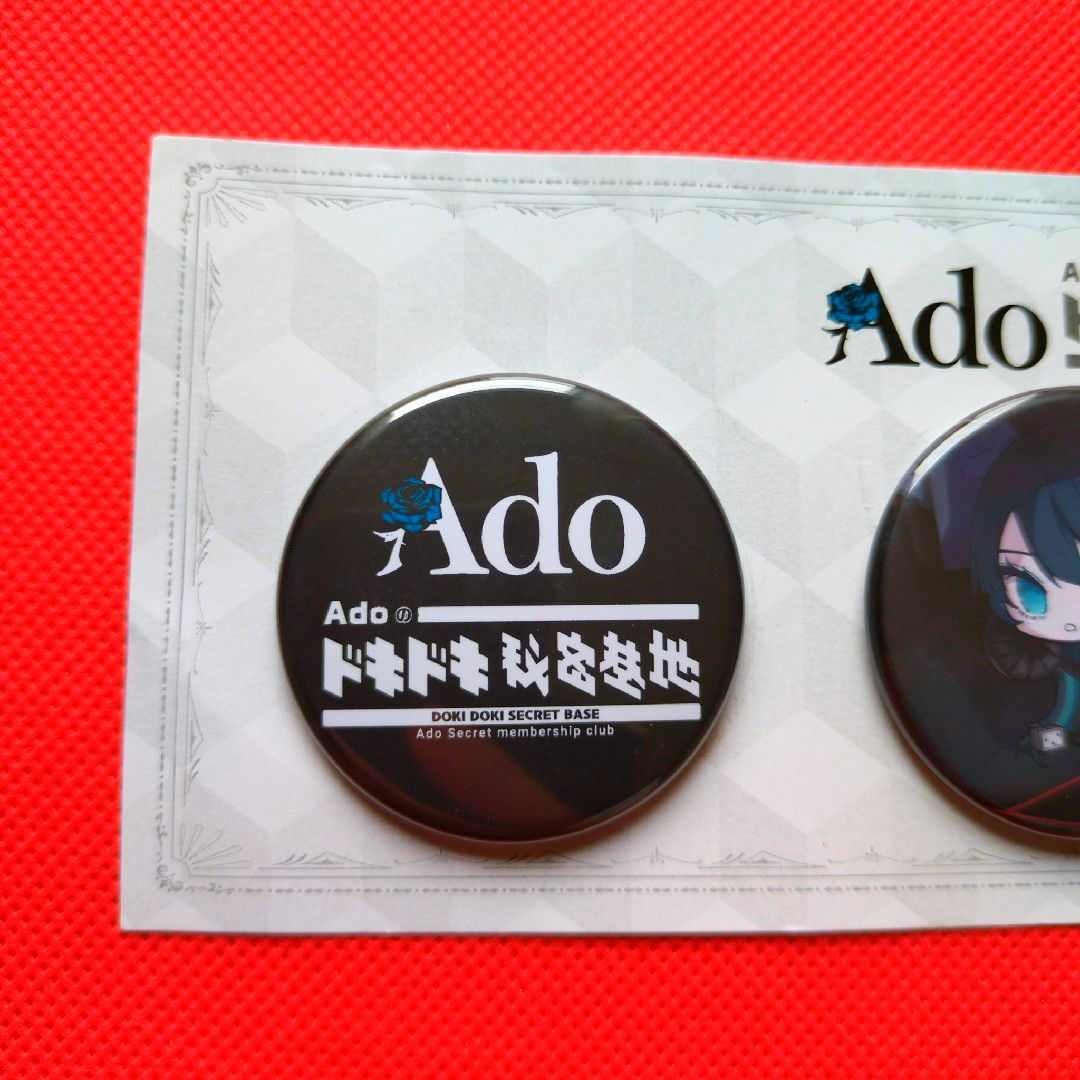 Ado
Ado
Adoの
ドキドキ秘密基地
DOKI DOKI SECRET BASE
Ado Secret membership club